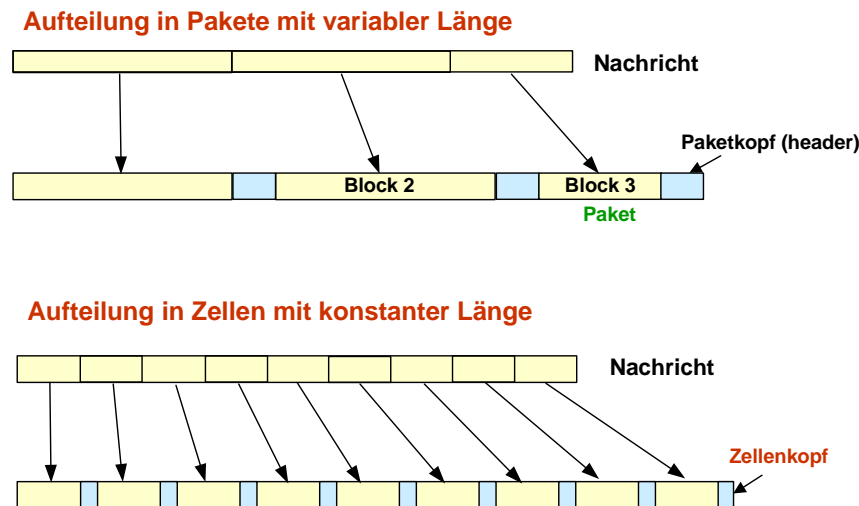 Aufteilung in Pakete mit variabler Länge
Nachricht
Paketkopf (header)
Block 2
Block 3
Paket
Aufteilung in Zellen mit konstanter Länge
Nachricht
Zellenkopf